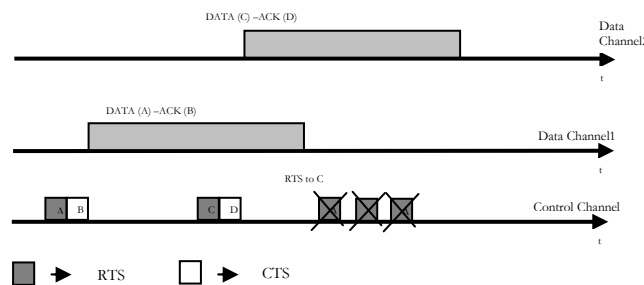 DATA (C) –ACK (D)
Data
Channel2
t
DATA (A) –ACK (B)
Data Channel1
t
RTS to C
A B C D
Control Channel
t
RTS CTS